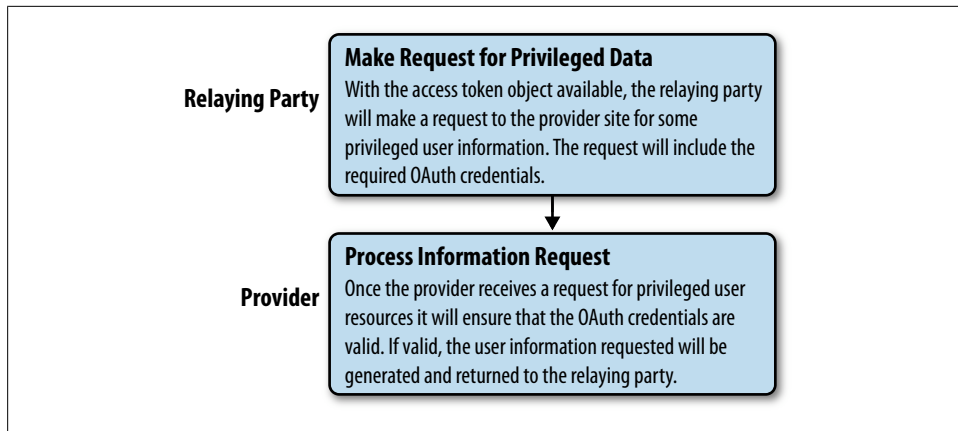 Make Request for Privileged Data
Relaying Party
With the access token object available, the relaying party
will make a request to the provider site for some
privileged user information. The request will include the
required OAuth credentials.
Process Information Request
Provider
Once the provider receives a request for privileged user
resources it will ensure that the OAuth credentials are
valid. If valid, the user information requested will be
generated and returned to the relaying party.